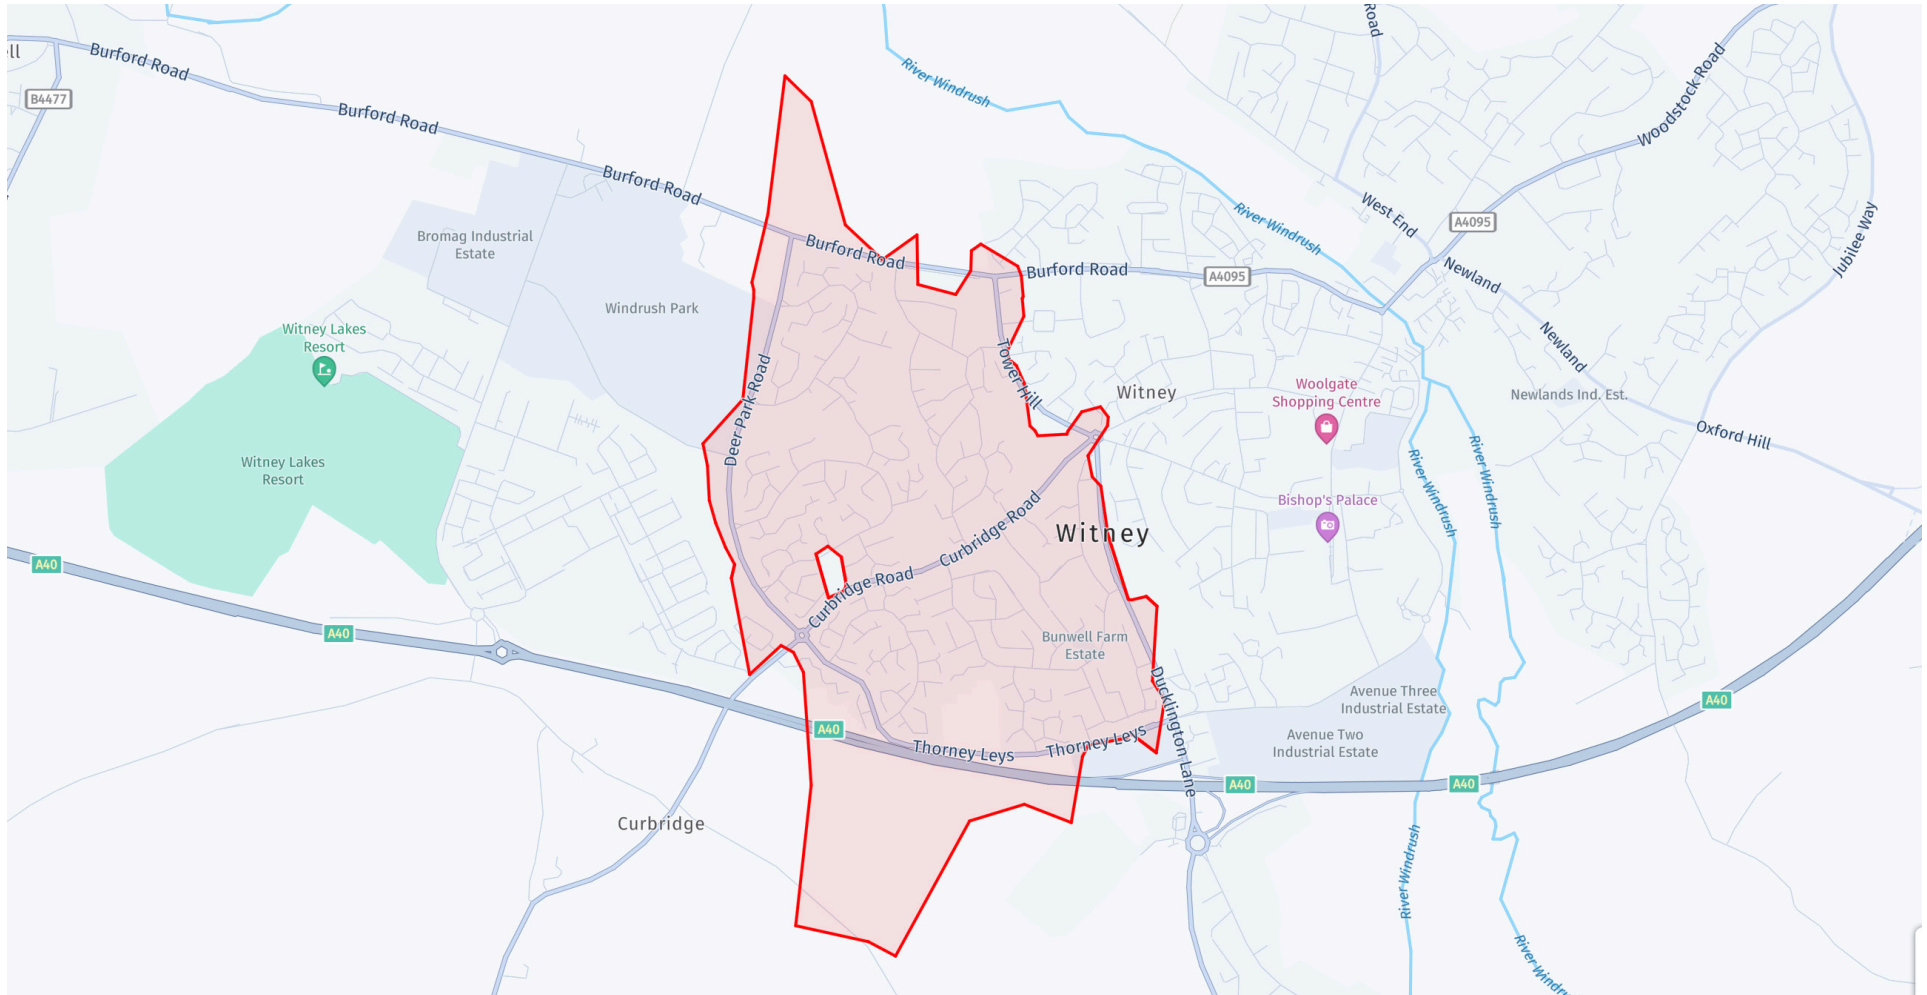 ll
Burford Road
B4477
Burford Road
Burford Road
Burford Road
Burford Road
A4095
River Windrush
River Windrush
Road
Woodstock Road
West End
A4095
Newland
Jubilee Way
Newland
Bromag Industrial
Estate
Windrush Park
Witney Lakes
Resort
Witney Lakes
Resort
Deer Park Road
Tower Hill
Witney
Woolgate
Shopping Centre
Newlands Ind. Est.
Oxford Hill
River Windrush
River Windrush
Bishop's Palace
Witney
Curbridge Road
Curbridge Road
A40
A40
Bunwell Farm
Estate
Ducklington Lane
Avenue Three
Industrial Estate
Avenue Two
Industrial Estate
A40
A40
Thorney Leys
Thorney Leys
A40
A40
Curbridge
River Windrush
River Windru